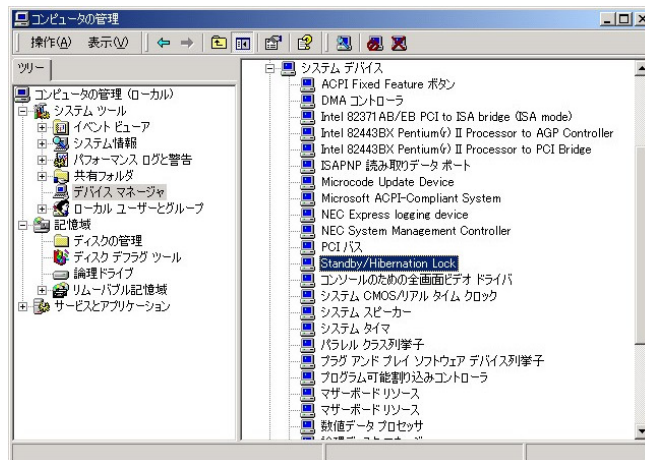 コンピュータの管理
操作(A) 表示(V)
ツリー
コンピュータの管理 (ローカル)
システム ツール
イベント ビューア
システム情報
パフォーマンス ログと警告
共有フォルダ
デバイス マネージャ
ローカル ユーザーとグループ
記憶域
ディスクの管理
ディスク デフラグ ツール
論理ドライブ
リムーバブル記憶域
サービスとアプリケーション
システム デバイス
ACPI Fixed Feature ボタン
DMA コントローラ
Intel 82371AB/EB PCI to ISA bridge (ISA mode)
Intel 82443BX Pentium(r) II Processor to AGP Controller
Intel 82443BX Pentium(r) II Processor to PCI Bridge
ISAPNP 読み取りデータ ポート
Microcode Update Device
Microsoft ACPI-Compliant System
NEC Express logging device
NEC System Management Controller
PCI バス
Standby/Hibernation Lock
コンソールのための全画面ビデオ ドライバ
システム CMOS/リアル タイム クロック
システム スピーカー
システム タイマ
パラレル クラス列挙子
プラグ アンド プレイ ソフトウェア デバイス列挙子
プログラム可能割り込みコントローラ
マザーボード リソース
マザーボード リソース
数値データ プロセッサ